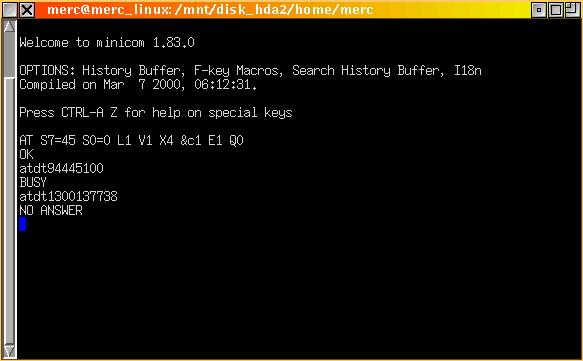 merc@merc_linux:/mnt/disk_hda2/home/merc
Welcome to minicom 1.83.0
OPTIONS: History Buffer, F-key Macros, Search History Buffer, I18n
Compiled on Mar  7 2000, 06:12:31.
Press CTRL-A Z for help on special keys
AT S7=45 S0=0 L1 V1 X4 &c1 E1 Q0
OK
atdt94445100
BUSY
atdt1300137738
NO ANSWER